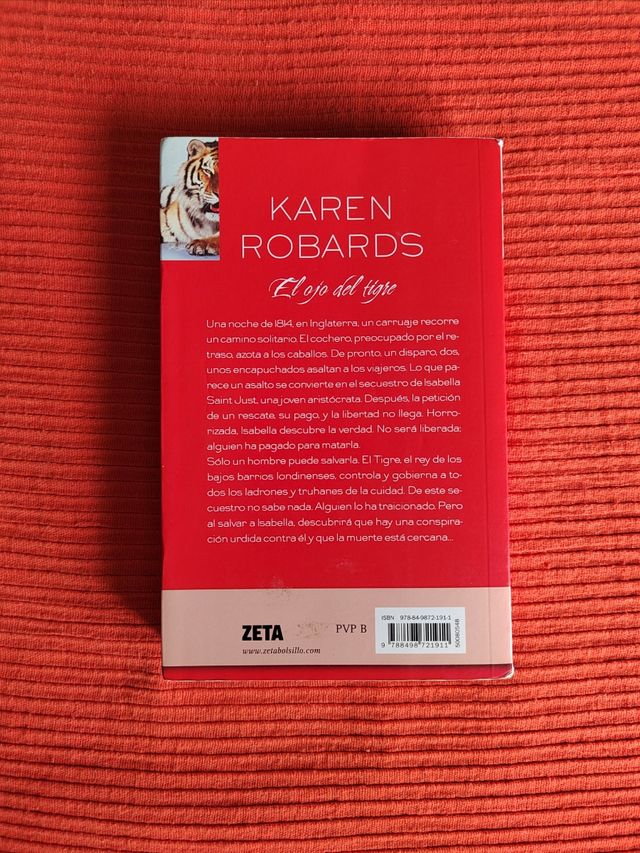 KAREN
ROBARDS
El ojo del tigre
Una noche de 1814, en Inglaterra, un carruaje recorre
un camino solitario. El cochero, preocupado por el re-
traso, azota a los caballos. De pronto, un disparo, dos,
unos encapuchados asaltan a los viajeros. Lo que pa-
rece un asalto se convierte en el secuestro de Isabella
Saint Just, una joven aristócrata. Después, la petición
de un rescate, su pago, y la libertad no llega. Horro-
rizada, Isabella descubre la verdad. No será liberada:
alguien ha pagado para matarla.
Sólo un hombre puede salvarla. El Tigre, el rey de los
bajos barrios londinenses, controla y gobierna a to-
dos los ladrones y truhanes de la cuidad. De este se-
cuestro no sabe nada. Alguien lo ha traicionado. Pero
al salvar a Isabella, descubrirá que hay una conspira-
ción urdida contra él y que la muerte está cercana...
ZETA
www.zetabolsillo.com
PVP B
ISBN 978-84-9872-191-1
9 788498 721911
50080548